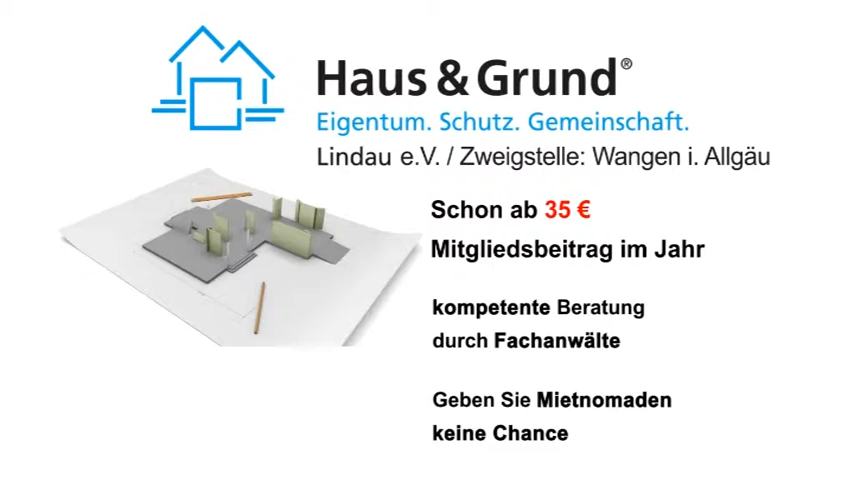 Haus & Grund®
Eigentum. Schutz. Gemeinschaft.
Lindau e.V. / Zweigstelle: Wangen i. Allgäu
Schon ab 35 €
Mitgliedsbeitrag im Jahr
kompetente Beratung
durch Fachanwälte
Geben Sie Mietnomaden
keine Chance